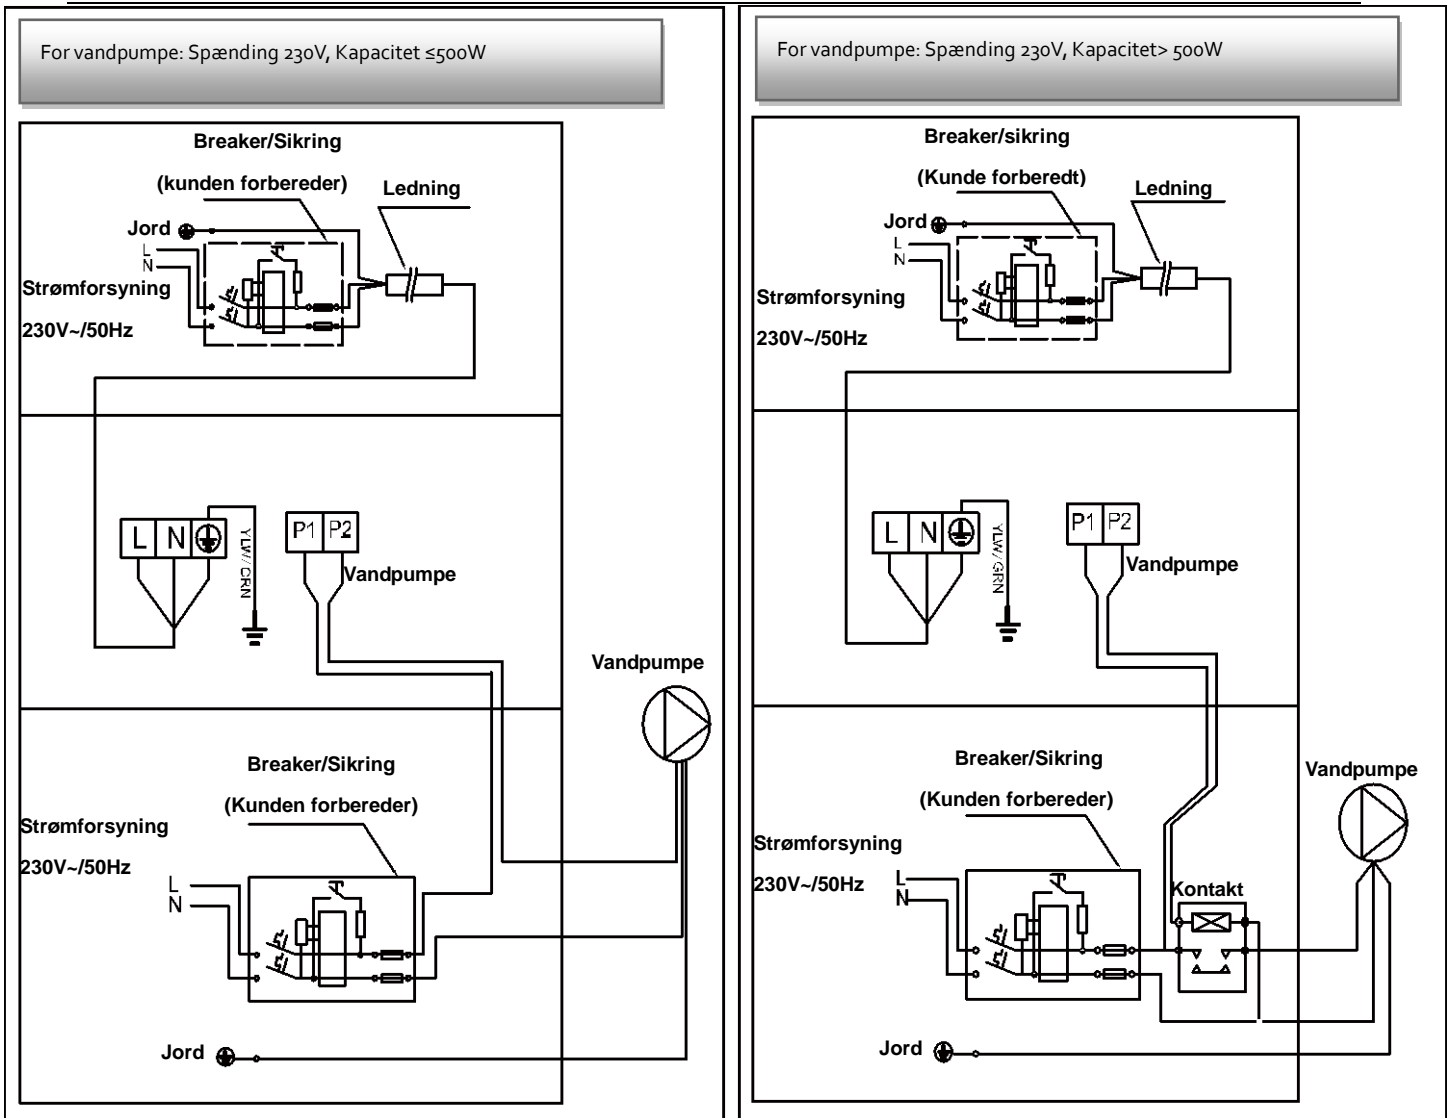 For vandpumpe: Spænding 230V, Kapacitet ≤500W
Breaker/Sikring
(kunden forbereder)
Ledning
Jord
L
N
Strømforsyning
230V~/50Hz
L N
YLW/GRN
P1 P2
Vandpumpe
Vandpumpe
Breaker/Sikring
(Kunden forbereder)
Strømforsyning
230V~/50Hz
L
N
Jord
For vandpumpe: Spænding 230V, Kapacitet> 500W
Breaker/sikring
(Kunde forberedt)
Ledning
Jord
L
N
Strømforsyning
230V~/50Hz
L N
YLW/GRN
P1 P2
Vandpumpe
Breaker/Sikring
Vandpumpe
(Kunden forbereder)
Strømforsyning
230V~/50Hz
L
N
Kontakt
Jord